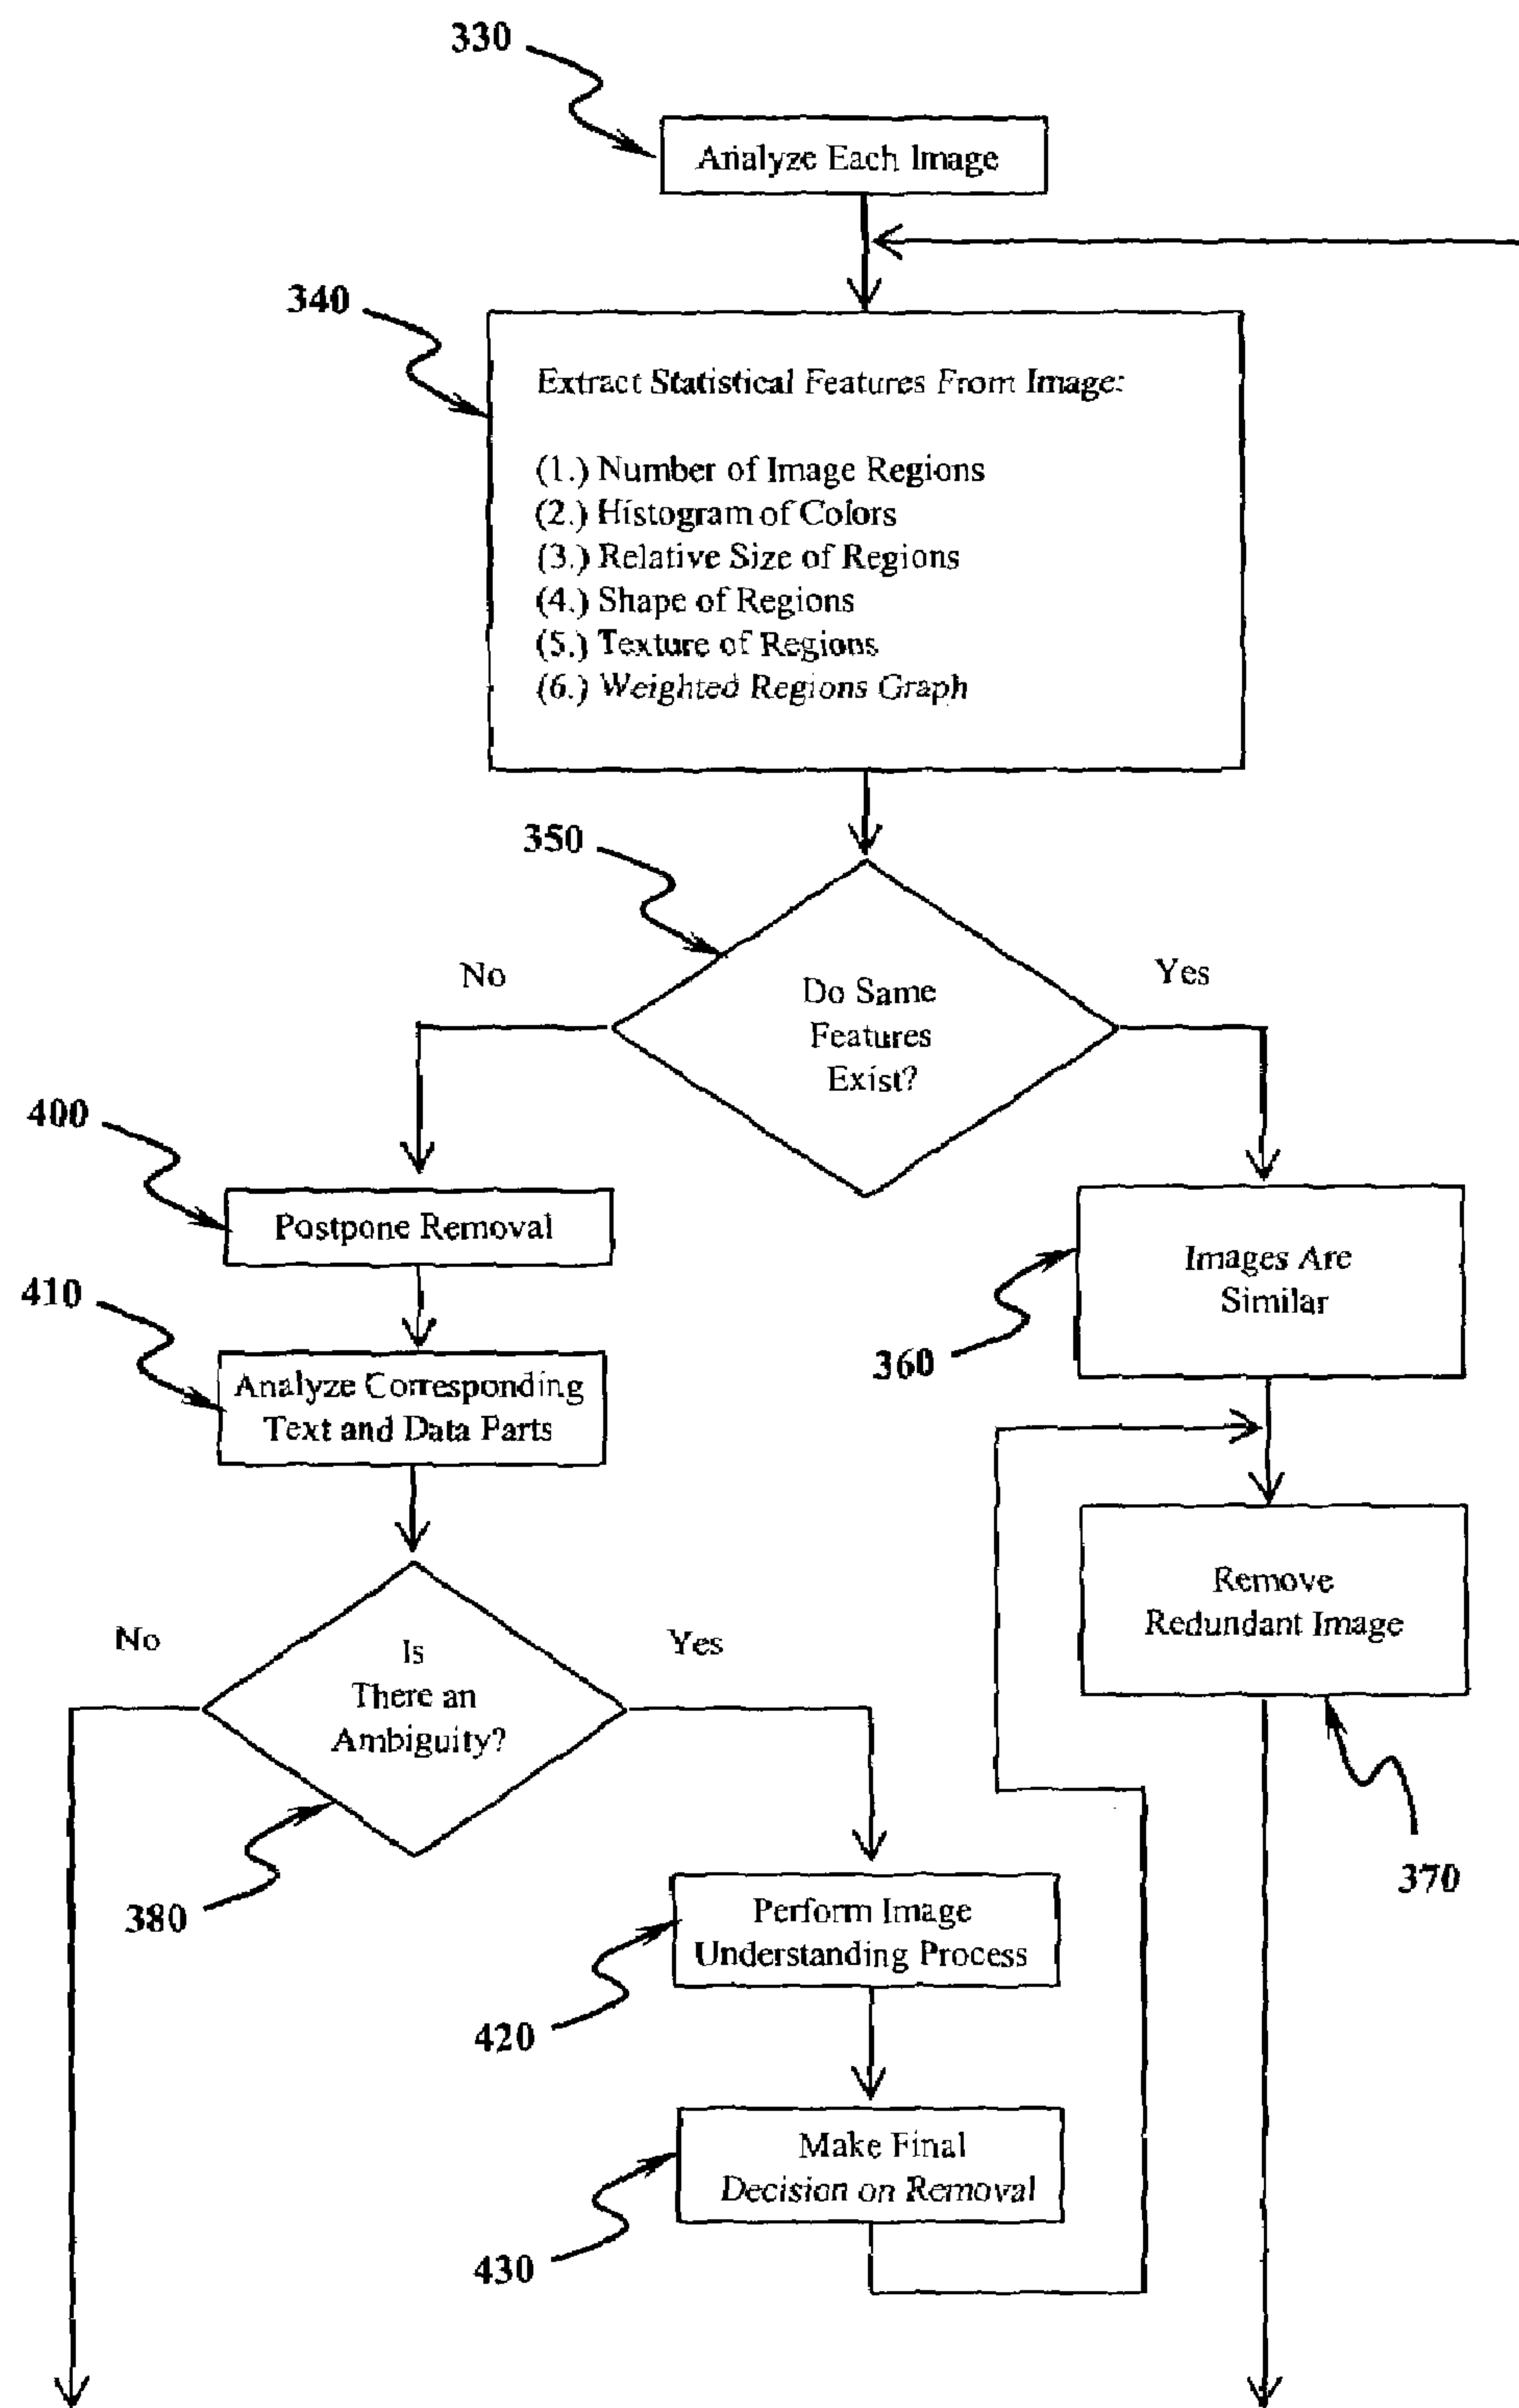 330
Analyze Each Image
340
Extract Statistical Features From Image:
(1.) Number of Image Regions
(2.) Histogram of Colors
(3.) Relative Size of Regions
(4.) Shape of Regions
(5.) Texture of Regions
(6.) Weighted Regions Graph
350
No
Yes
Do Same
Features
Exist?
400
Postpone Removal
410
Analyze Corresponding
Text and Data Parts
Images Are
Similar
360
No
Yes
Is
There an
Ambiguity?
380
Remove
Redundant Image
370
Perform Image
Understanding Process
420
Make Final
Decision on Removal
430